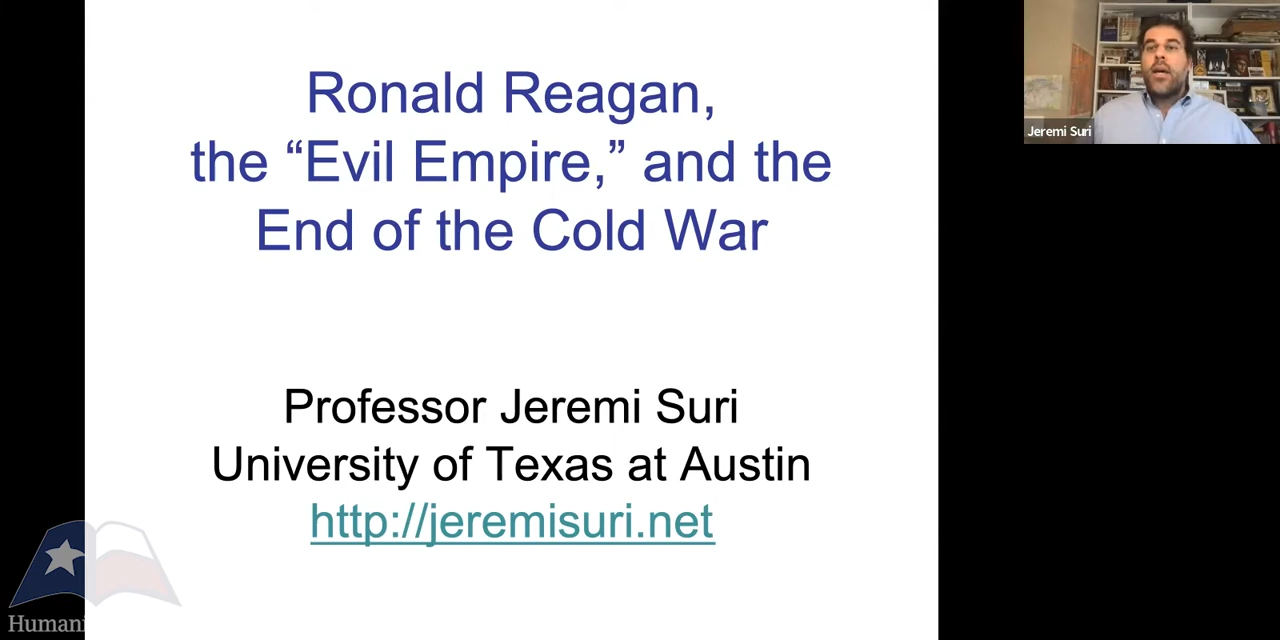 Ronald Reagan,
the “Evil Empire,” and the
End of the Cold War
Professor Jeremi Suri
University of Texas at Austin
http://jeremisuri.net
Jeremi Suri